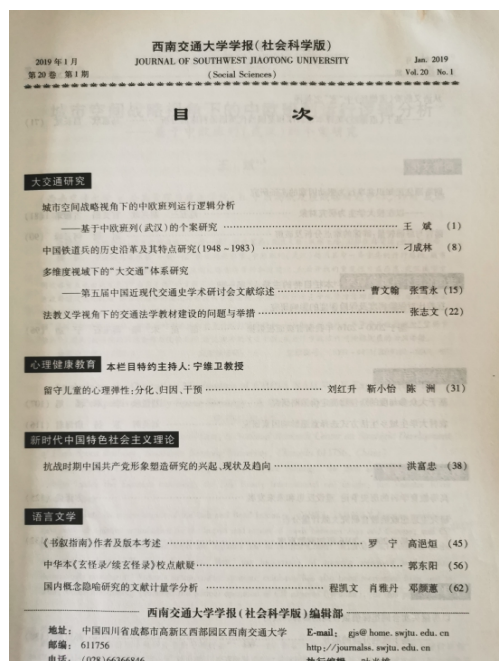 西南交通大学学报(社会科学版)
2019 年 1 月 JOURNAL OF SOUTHWEST JIAOTONG UNIVERSITY Jan. 2019
第 20 卷 第 1 期 (Social Sciences) Vol. 20 No. 1
目 次
大交通研究
城市空间战略视角下的中欧班列运行逻辑分析
——基于中欧班列(武汉)的个案研究 …… 王 斌 (1)
中国铁道兵的历史沿革及其特点研究(1948－1983) …… 刁成林 (8)
多维度视域下的“大交通”体系研究
——第五届中国近现代交通史学术研讨会文献综述 …… 曹文翰 张雪永 (15)
法教义学视角下的交通法学教材建设的问题与举措 …… 张志文 (22)
心理健康教育 本栏目特约主持人:宁维卫教授
留守儿童的心理弹性:分化、归因、干预 …… 刘红升 靳小怡 陈 洲 (31)
新时代中国特色社会主义理论
抗战时期中国共产党形象塑造研究的兴起、现状及趋向 …… 洪富忠 (38)
语言文学
《书叙指南》作者及版本考述 …… 罗 宁 高邑烜 (45)
中华本《玄怪录/续玄怪录》校点献疑 …… 郭东阳 (56)
国内概念隐喻研究的文献计量学分析 …… 程凯文 肖雅丹 邓颜蕙 (62)
西南交通大学学报(社会科学版)编辑部
地址: 中国四川省成都市高新区西部园区西南交通大学 E-mail: gjs@ home. swjtu. edu. cn
邮编: 611756 http://journalss. swjtu. edu. cn
电话: (028)66366846